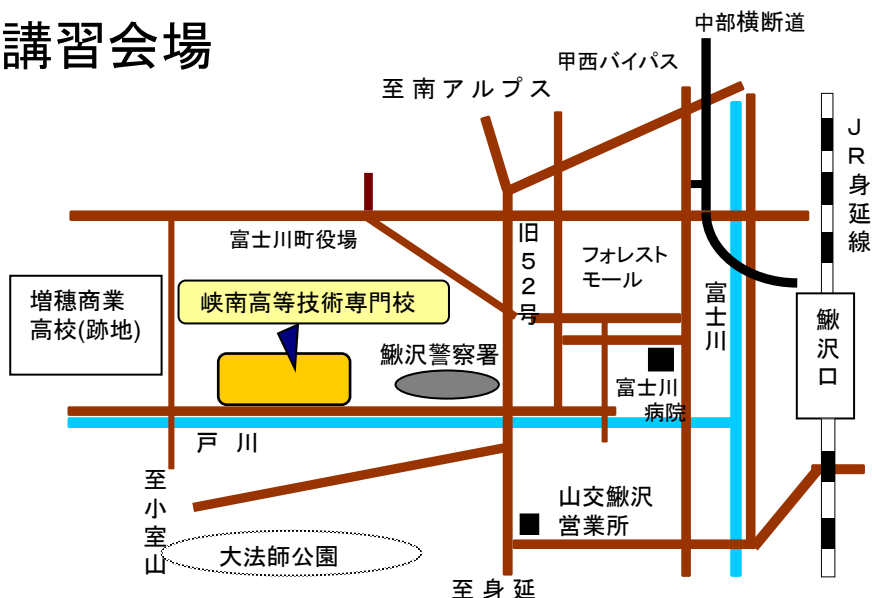 講習会場
中部横断道
甲西バイパス
至南アルプス
JR身延線
富士川町役場
旧52号
フォレスト
モール
富士川
増穂商業
高校(跡地)
峡南高等技術専門校
鰍沢口
鰍沢警察署
富士川
病院
戸川
至小室山
山交鰍沢
営業所
大法師公園
至身延